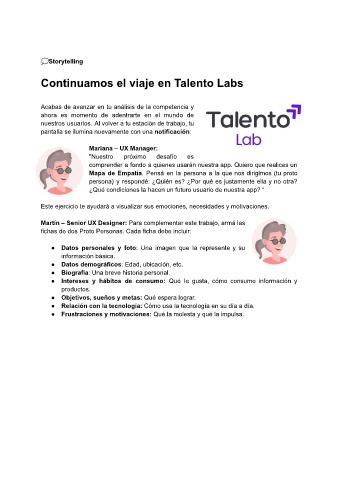 💭Storytelling
Continuamos el viaje en Talento Labs
Acabas de avanzar en tu análisis de la competencia y
ahora es momento de adentrarte en el mundo de
nuestros usuarios. Al volver a tu estación de trabajo, tu
pantalla se ilumina nuevamente con una notificación:
Talento
Lab
Mariana – UX Manager:
"Nuestro próximo desafío es
comprender a fondo a quienes usarán nuestra app. Quiero que realices un
Mapa de Empatía. Pensá en la persona a la que nos dirigimos (tu proto
persona) y respondé: ¿Quién es? ¿Por qué es justamente ella y no otra?
¿Qué condiciones la hacen un futuro usuario de nuestra app? "
Este ejercicio te ayudará a visualizar sus emociones, necesidades y motivaciones.
Martín – Senior UX Designer: Para complementar este trabajo, armá las
fichas de dos Proto Personas. Cada ficha debe incluir:
● Datos personales y foto: Una imagen que la represente y su
información básica.
● Datos demográficos: Edad, ubicación, etc.
● Biografía: Una breve historia personal.
● Intereses y hábitos de consumo: Qué le gusta, cómo consume información y
productos.
● Objetivos, sueños y metas: Qué espera lograr.
● Relación con la tecnología: Cómo usa la tecnología en su día a día.
● Frustraciones y motivaciones: Qué la molesta y qué la impulsa.